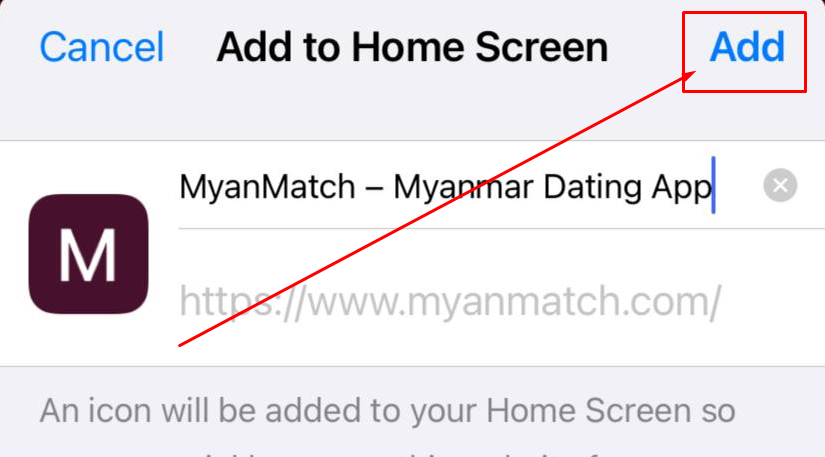 Cancel Add to Home Screen Add
MyanMatch – Myanmar Dating App
M
https://www.myanmatch.com/
An icon will be added to your Home Screen so